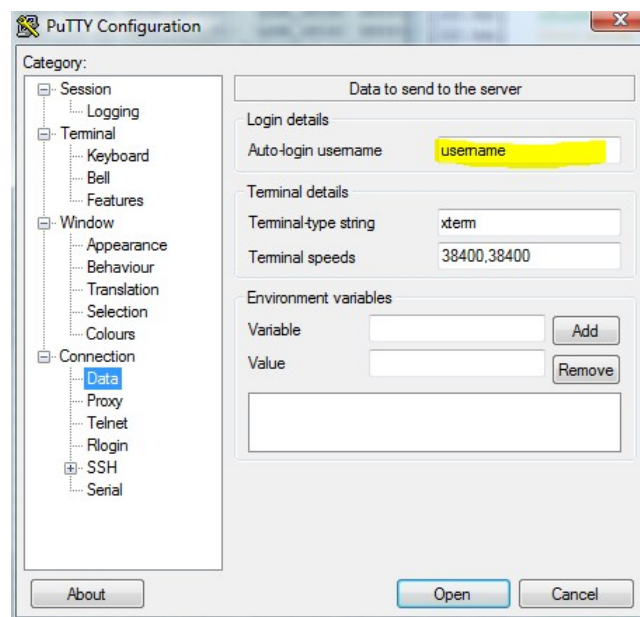 PuTTY Configuration
Category:
Session
Logging
Terminal
Keyboard
Bell
Features
Window
Appearance
Behaviour
Translation
Selection
Colours
Connection
Data
Proxy
Telnet
Rlogin
SSH
Serial
Data to send to the server
Login details
Auto-login username username
Terminal details
Terminal-type string xterm
Terminal speeds 38400,38400
Environment variables
Variable Add
Value Remove
About Open Cancel